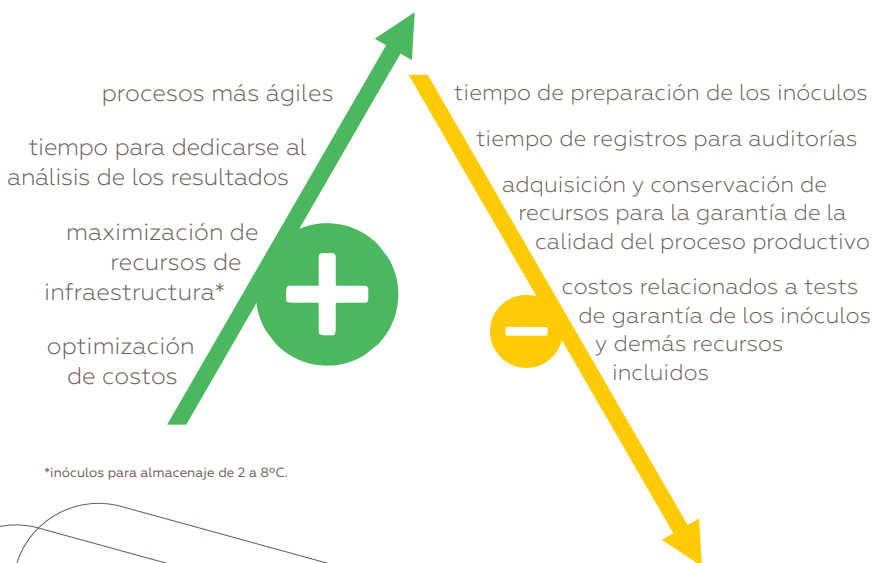 procesos más ágiles
tiempo para dedicarse al
análisis de los resultados
maximización de
recursos de
infraestructura*
optimización
de costos
*inóculos para almacenaje de 2 a 8ºC.
tiempo de preparación de los inóculos
tiempo de registros para auditorías
adquisición y conservación de
recursos para la garantía de la
calidad del proceso productivo
costos relacionados a tests
de garantía de los inóculos
y demás recursos
incluidos